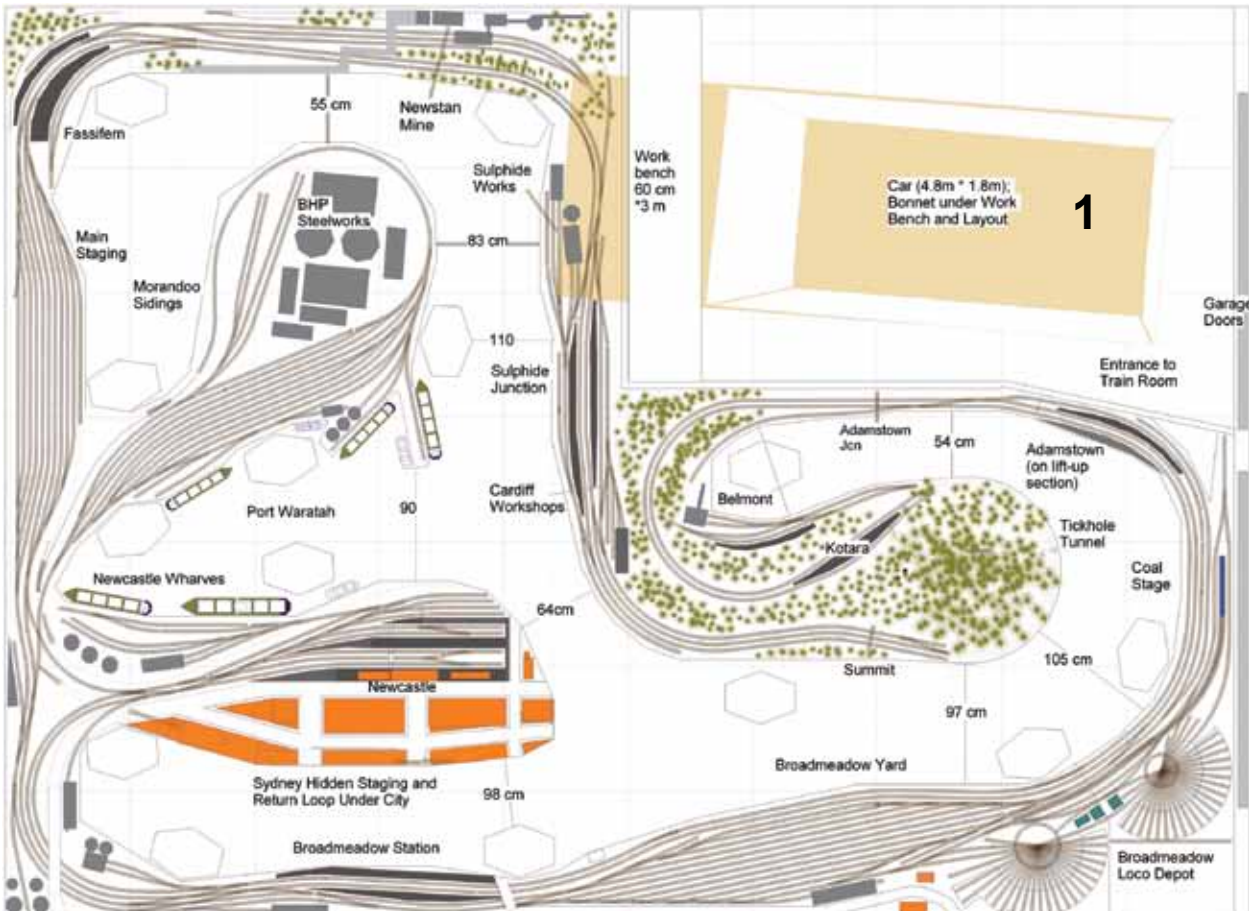 55 cm
Newstan
Mine
Fassifern
Sulphide
Works
Work
bench
60 cm
*3 m
Car (4.8m * 1.8m);
Bonnet under Work
Bench and Layout
1
BHP
Steelworks
Main
Staging
83 cm
Morandoo
Sidings
Garage
Doors
110
Sulphide
Junction
Entrance to
Train Room
Adamstown
Jcn
54 cm
Adamstown
(on lift-up
section)
Cardiff
Workshops
Belmont
Port Waratah
90
Kotara
Tickhole
Tunnel
Coal
Stage
Newcastle Wharves
64cm
Summit
105 cm
Newcastle
97 cm
Broadmeadow Yard
Sydney Hidden Staging and
Return Loop Under City
98 cm
Broadmeadow Station
Broadmeadow
Loco Depot